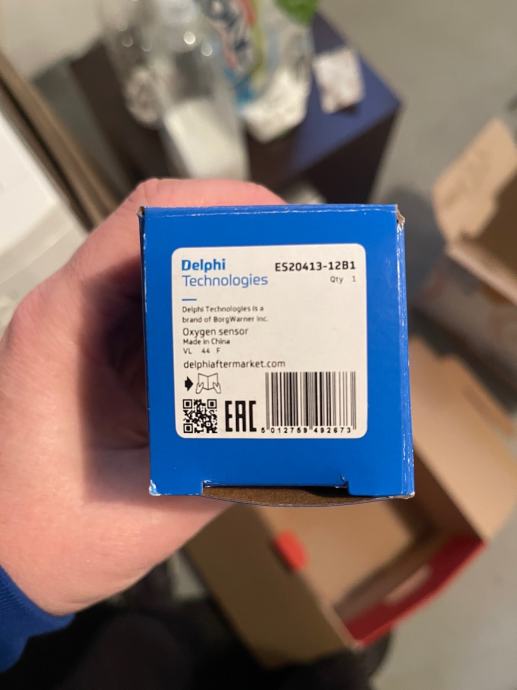 Delphi
Technologies
ES20413-12B1
Qty 1
Delphi Technologies is a
brand of BorgWarner Inc.
Oxygen sensor
Made in China
VL 44 F
delphiaftermarket.com
EAC
5 012759 492673